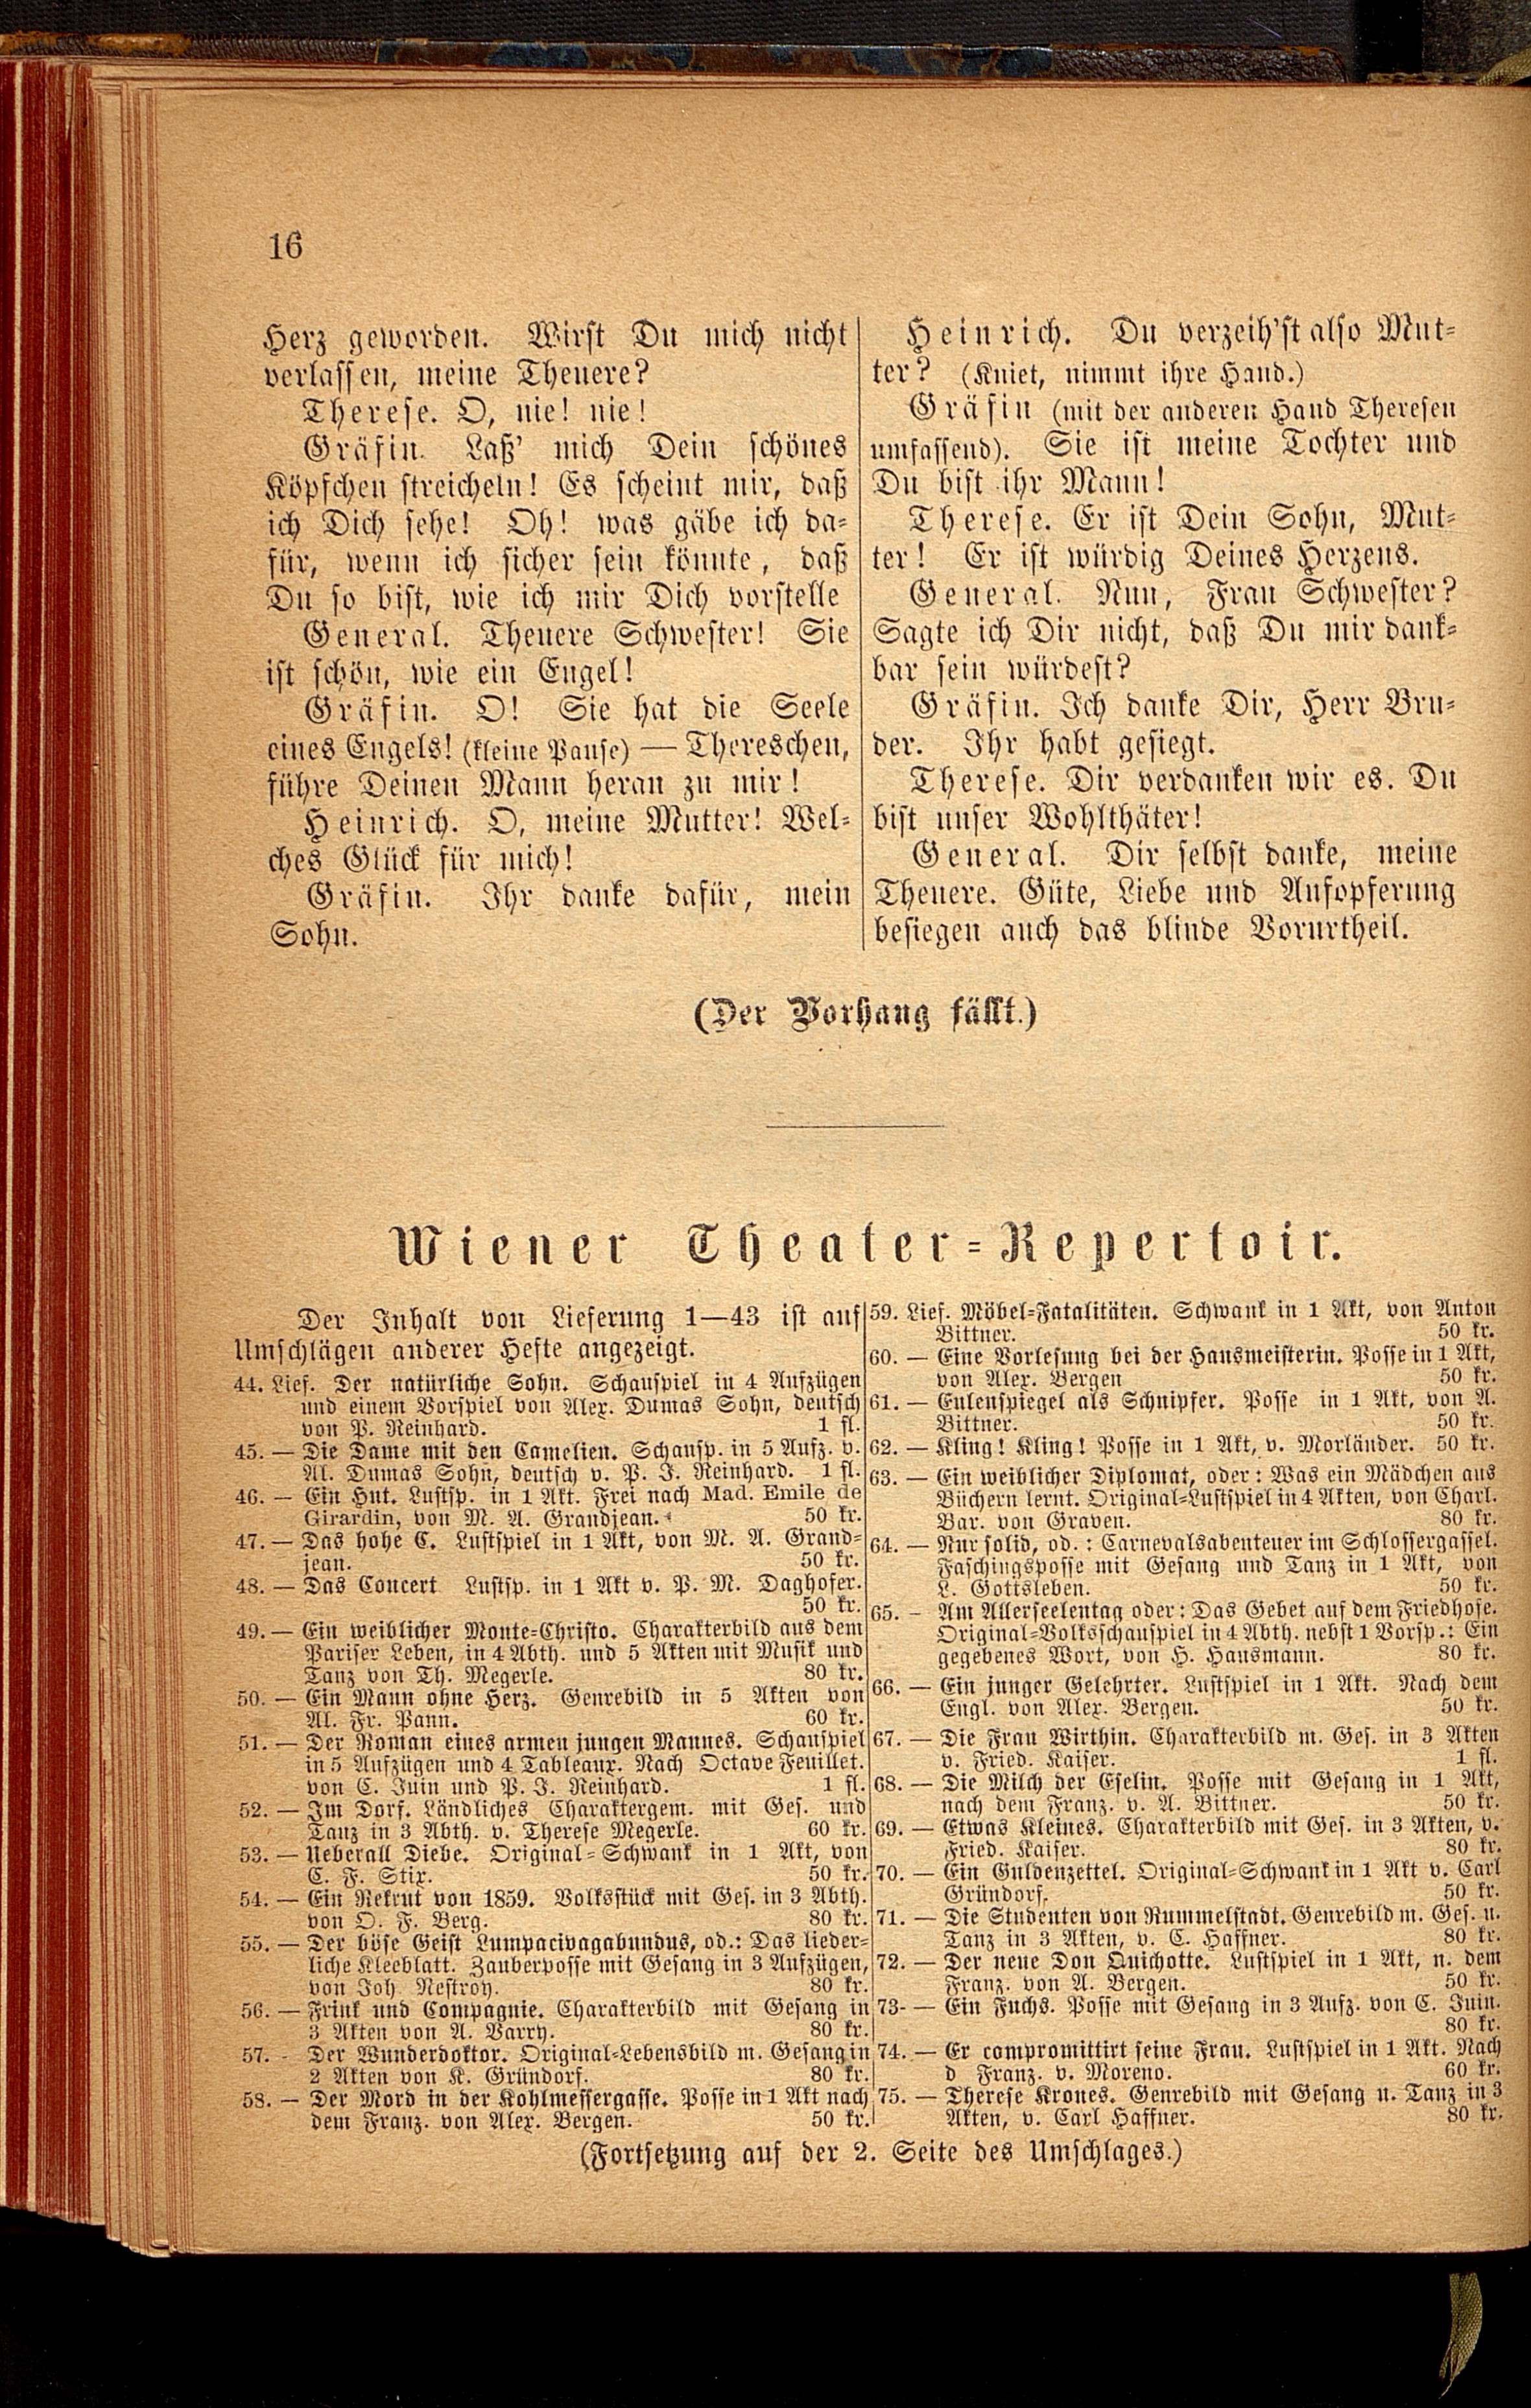 16
Herz geworden. Wirst Du mich nicht
verlassen, meine Theuere?
Therese. O, nie! nie!
Gräfin. Laß' mich Dein schönes
Köpfchen streicheln! Es scheint mir, daß
ich Dich sehe! Oh! was gäbe ich da-
für, wenn ich sicher sein könnte, daß
Du so bist, wie ich mir Dich vorstelle
General. Theuere Schwester! Sie
ist schön, wie ein Engel!
Gräfin. O! Sie hat die Seele
eines Engels! (kleine Pause) — Thereschen,
führe Deinen Mann heran zu mir!
Heinrich. O, meine Mutter! Wel-
ches Glück für mich!
Gräfin. Ihr danke dafür, mein
Sohn.
Heinrich. Du verzeih'st also Mut-
ter? (Kniet, nimmt ihre Hand.)
Gräfin (mit der anderen Hand Theresen
umfassend). Sie ist meine Tochter und
Du bist ihr Mann!
Therese. Er ist Dein Sohn, Mut-
ter! Er ist würdig Deines Herzens.
General. Nun, Frau Schwester?
Sagte ich Dir nicht, daß Du mir dank-
bar sein würdest?
Gräfin. Ich danke Dir, Herr Bru-
der. Ihr habt gesiegt.
Therese. Dir verdanken wir es. Du
bist unser Wohlthäter!
General. Dir selbst danke, meine
Theuere. Güte, Liebe und Aufopferung
besiegen auch das blinde Vorurtheil.
(Der Vorhang fällt.)
Wiener Theater-Repertoir.
Der Inhalt von Lieferung 1—43 ist auf
Umschlägen anderer Hefte angezeigt.
44. Lief. Der natürliche Sohn. Schauspiel in 4 Aufzügen
und einem Vorspiel von Alex. Dumas Sohn, deutsch
von P. Reinhard. 1 fl.
45. — Die Dame mit den Camelien. Schausp. in 5 Aufz. v.
Al. Dumas Sohn, deutsch v. P. J. Reinhard. 1 fl.
46. — Ein Hut. Lustsp. in 1 Akt. Frei nach Mad. Emile de
Girardin, von M. A. Grandjean. 50 kr.
47. — Das hohe C. Lustspiel in 1 Akt, von M. A. Grand-
jean. 50 kr.
48. — Das Concert Lustsp. in 1 Akt v. P. M. Daghofer.
50 kr.
49. — Ein weiblicher Monte-Christo. Charakterbild aus dem
Pariser Leben, in 4 Abth. und 5 Akten mit Musik und
Tanz von Th. Megerle. 80 kr.
50. — Ein Mann ohne Herz. Genrebild in 5 Akten von
Al. Fr. Pann. 60 kr.
51. — Der Roman eines armen jungen Mannes. Schauspiel
in 5 Aufzügen und 4 Tableaux. Nach Octave Feuillet.
von C. Juin und P. J. Reinhard. 1 fl.
52. — Im Dorf. Ländliches Charaktergem. mit Ges. und
Tanz in 3 Abth. v. Therese Megerle. 60 kr.
53. — Ueberall Diebe. Original-Schwank in 1 Akt, von
C. F. Stix. 50 kr.
54. — Ein Rekrut von 1859. Volksstück mit Ges. in 3 Abth.
von O. F. Berg. 80 kr.
55. — Der böse Geist Lumpacivagabundus, od.: Das lieder-
liche Kleeblatt. Zauberposse mit Gesang in 3 Aufzügen,
von Joh. Nestroy. 80 kr.
56. — Frink und Compagnie. Charakterbild mit Gesang in
3 Akten von A. Varry. 80 kr.
57. - Der Wunderdoktor. Original-Lebensbild m. Gesang in
2 Akten von K. Gründorf. 80 kr.
58. — Der Mord in der Kohlmessergasse. Posse in 1 Akt nach
dem Franz. von Alex. Bergen. 50 kr.
59. Lief. Möbel-Fatalitäten. Schwank in 1 Akt, von Anton
Bittner. 50 kr.
60. — Eine Vorlesung bei der Hausmeisterin. Posse in 1 Akt,
von Alex. Bergen 50 kr.
61. — Eulenspiegel als Schnipfer. Posse in 1 Akt, von A.
Bittner. 50 kr.
62. — Kling! Kling! Posse in 1 Akt, v. Morländer. 50 kr.
63. — Ein weiblicher Diplomat, oder: Was ein Mädchen aus
Büchern lernt. Original-Lustspiel in 4 Akten, von Charl.
Bar. von Graven. 80 kr.
64. — Nur solid, od.: Carnevalsabenteuer im Schlossergassel.
Faschingsposse mit Gesang und Tanz in 1 Akt, von
L. Gottsleben. 50 kr.
65. - Am Allerseelentag oder: Das Gebet auf dem Friedhofe.
Original-Volksschauspiel in 4 Abth. nebst 1 Vorsp.: Ein
gegebenes Wort, von H. Hausmann. 80 kr.
66. — Ein junger Gelehrter. Lustspiel in 1 Akt. Nach dem
Engl. von Alex. Bergen. 50 kr.
67. — Die Frau Wirthin. Charakterbild m. Ges. in 3 Akten
v. Fried. Kaiser. 1 fl.
68. — Die Milch der Eselin. Posse mit Gesang in 1 Akt,
nach dem Franz. v. A. Bittner. 50 kr.
69. — Etwas Kleines. Charakterbild mit Ges. in 3 Akten, v.
Fried. Kaiser. 80 kr.
70. — Ein Guldenzettel. Original-Schwank in 1 Akt v. Carl
Gründorf. 50 kr.
71. — Die Studenten von Rummelstadt. Genrebild m. Ges. u.
Tanz in 3 Akten, v. C. Haffner. 80 kr.
72. — Der neue Don Quichotte. Lustspiel in 1 Akt, n. dem
Franz. von A. Bergen. 50 kr.
73- — Ein Fuchs. Posse mit Gesang in 3 Aufz. von C. Juin.
80 kr.
74. — Er compromittirt seine Frau. Lustspiel in 1 Akt. Nach
d Franz. v. Moreno. 60 kr.
75. — Therese Krones. Genrebild mit Gesang u. Tanz in 3
Akten, v. Carl Haffner. 80 kr.
(Fortsetzung auf der 2. Seite des Umschlages.)